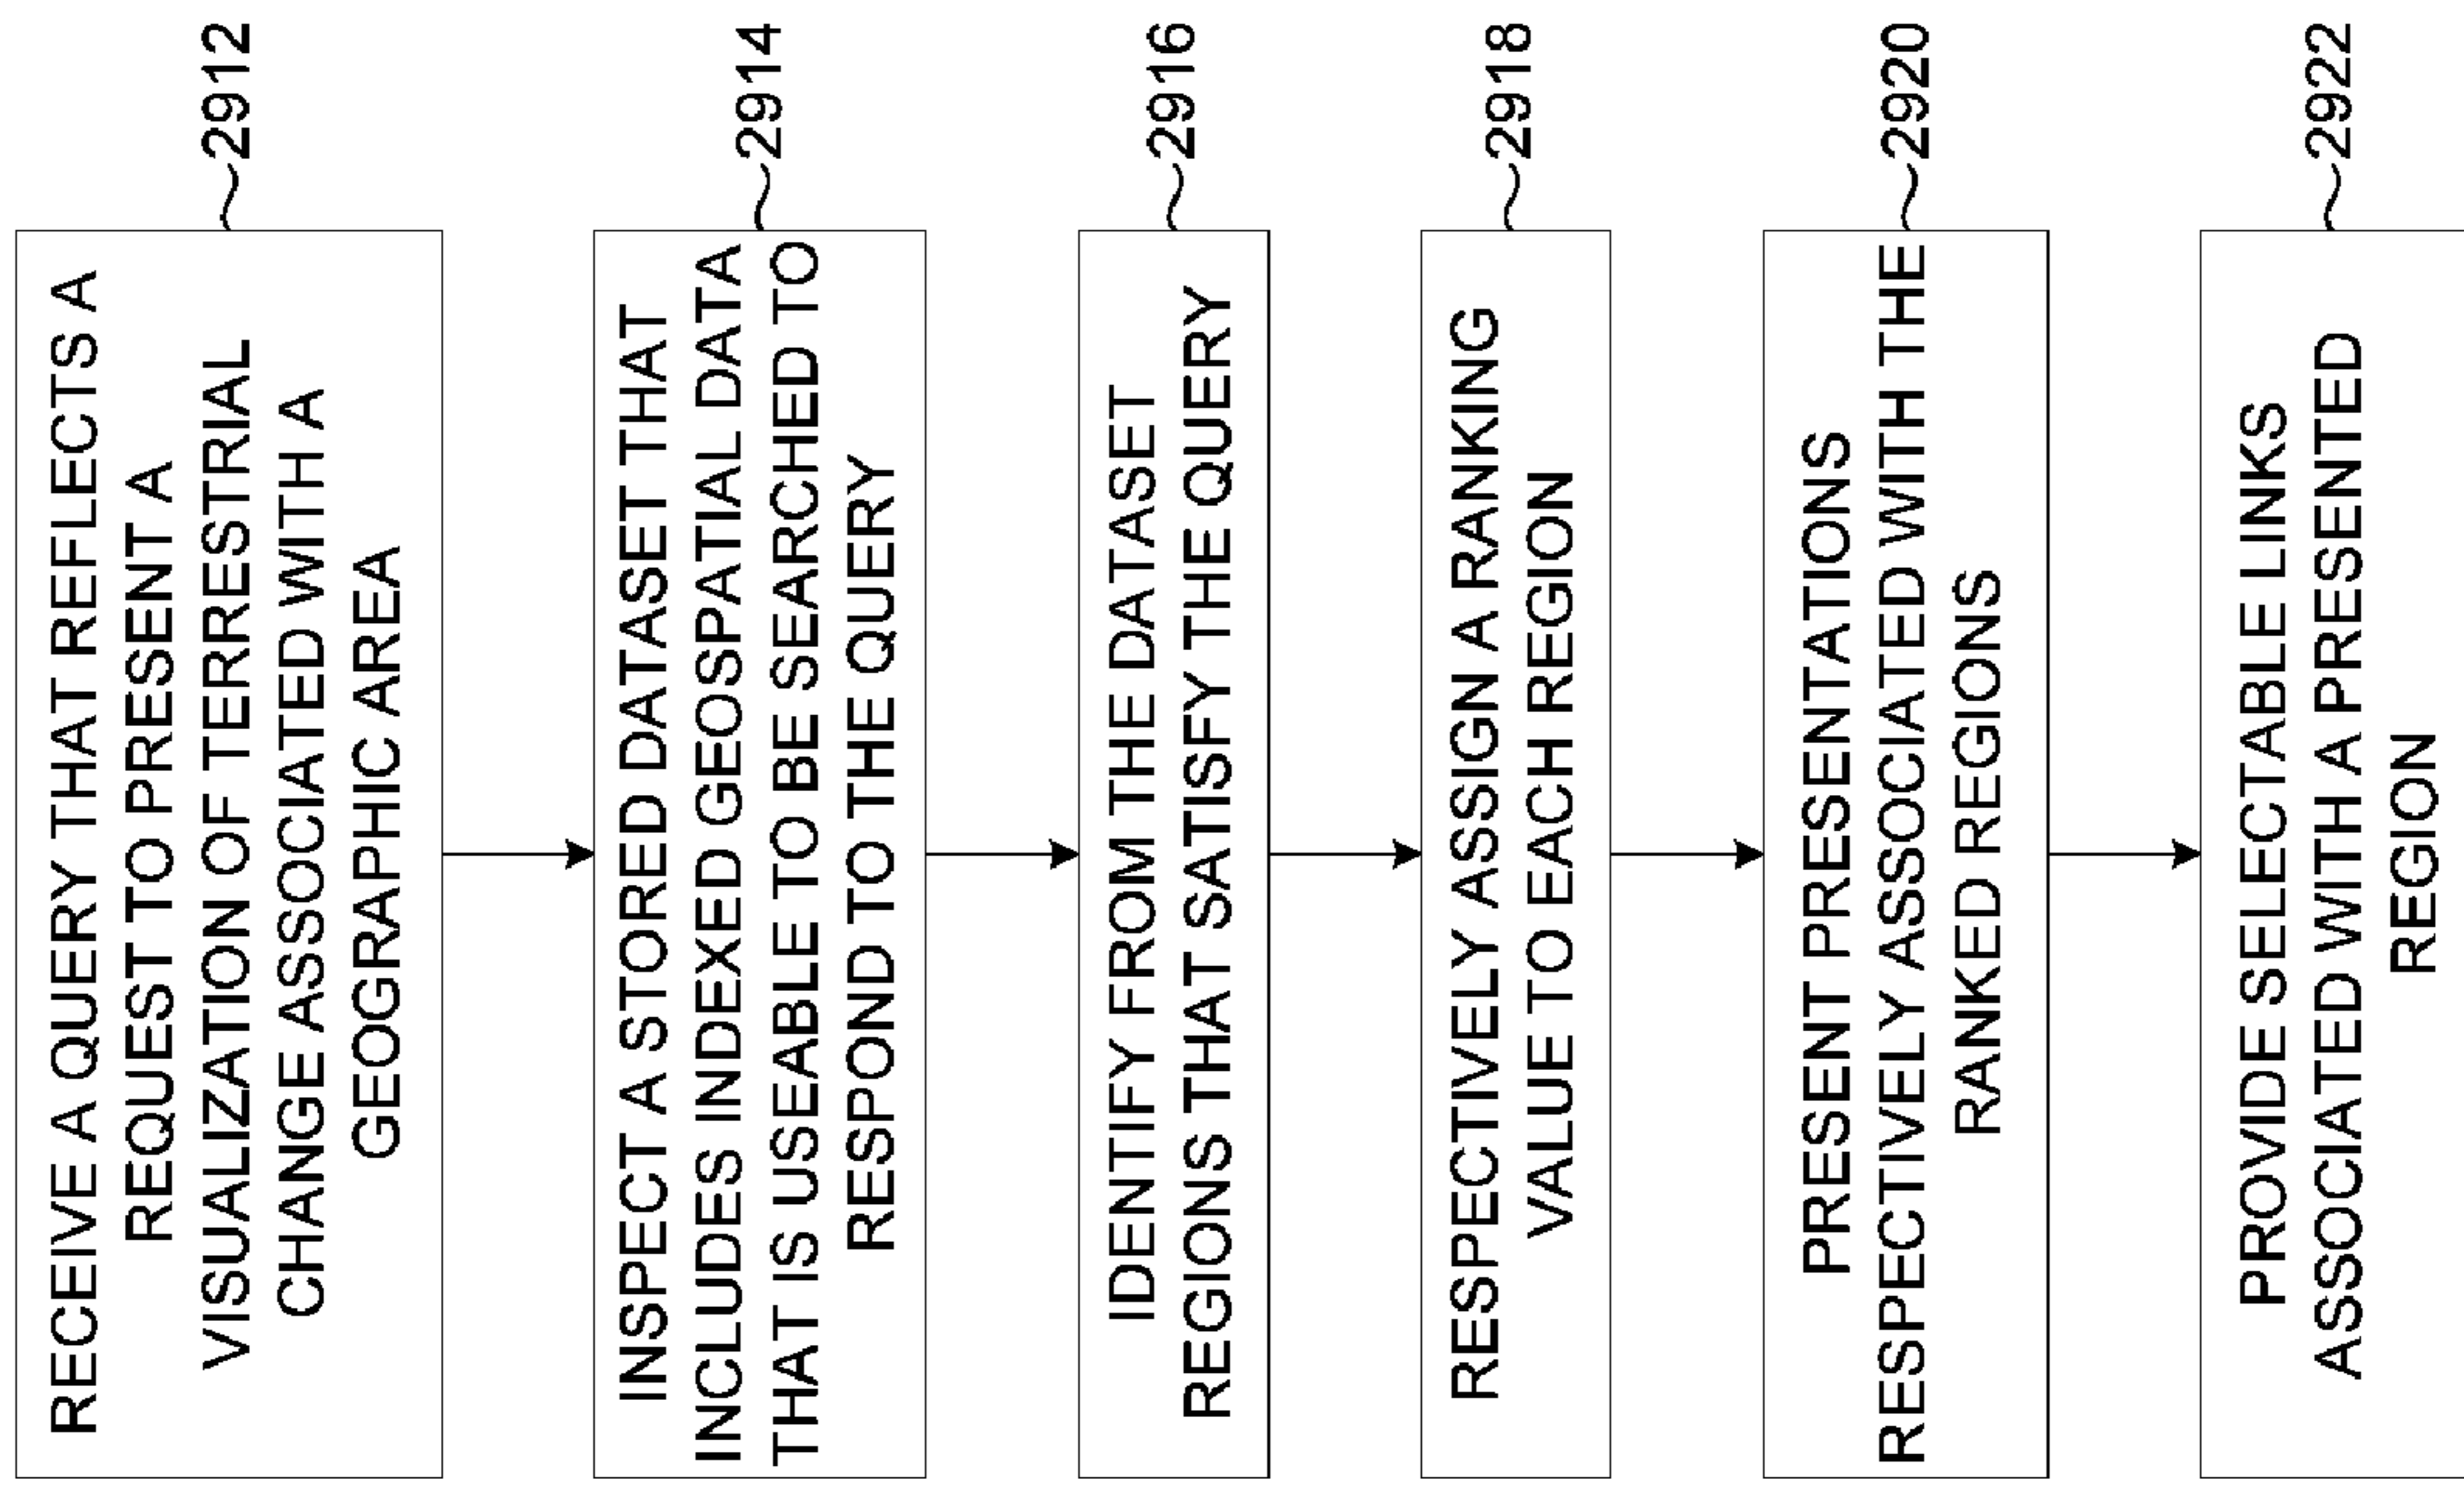 RECEIVE A QUERY THAT REFLECTS A
REQUEST TO PRESENT A
VISUALIZATION OF TERRESTRIAL
CHANGE ASSOCIATED WITH A
GEOGRAPHIC AREA
2912
INSPECT A STORED DATASET THAT
INCLUDES INDEXED GEOSPATIAL DATA
THAT IS USEABLE TO BE SEARCHED TO
RESPOND TO THE QUERY
2914
IDENTIFY FROM THE DATASET
REGIONS THAT SATISFY THE QUERY
2916
RESPECTIVELY ASSIGN A RANKING
VALUE TO EACH REGION
2918
PRESENT PRESENTATIONS
RESPECTIVELY ASSOCIATED WITH THE
RANKED REGIONS
2920
PROVIDE SELECTABLE LINKS
ASSOCIATED WITH A PRESENTED
REGION
2922